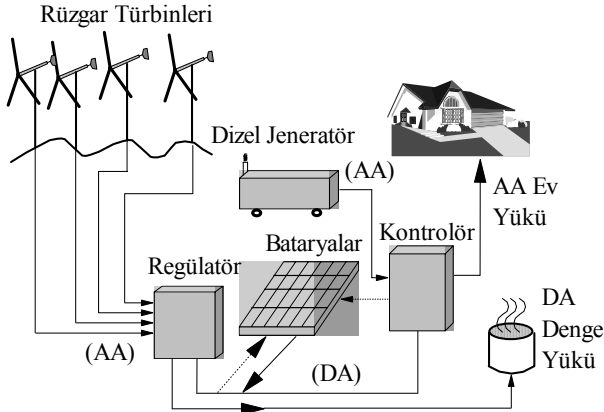 Rüzgar Türbinleri
Dizel Jeneratör
(AA)
AA Ev
Yükü
Kontrolör
Bataryalar
Regülatör
DA
Denge
Yükü
(AA)
(DA)